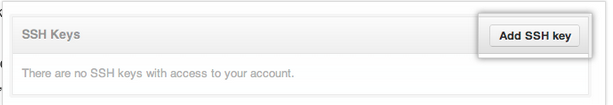 SSH Keys
Add SSH key
There are no SSH keys with access to your account.